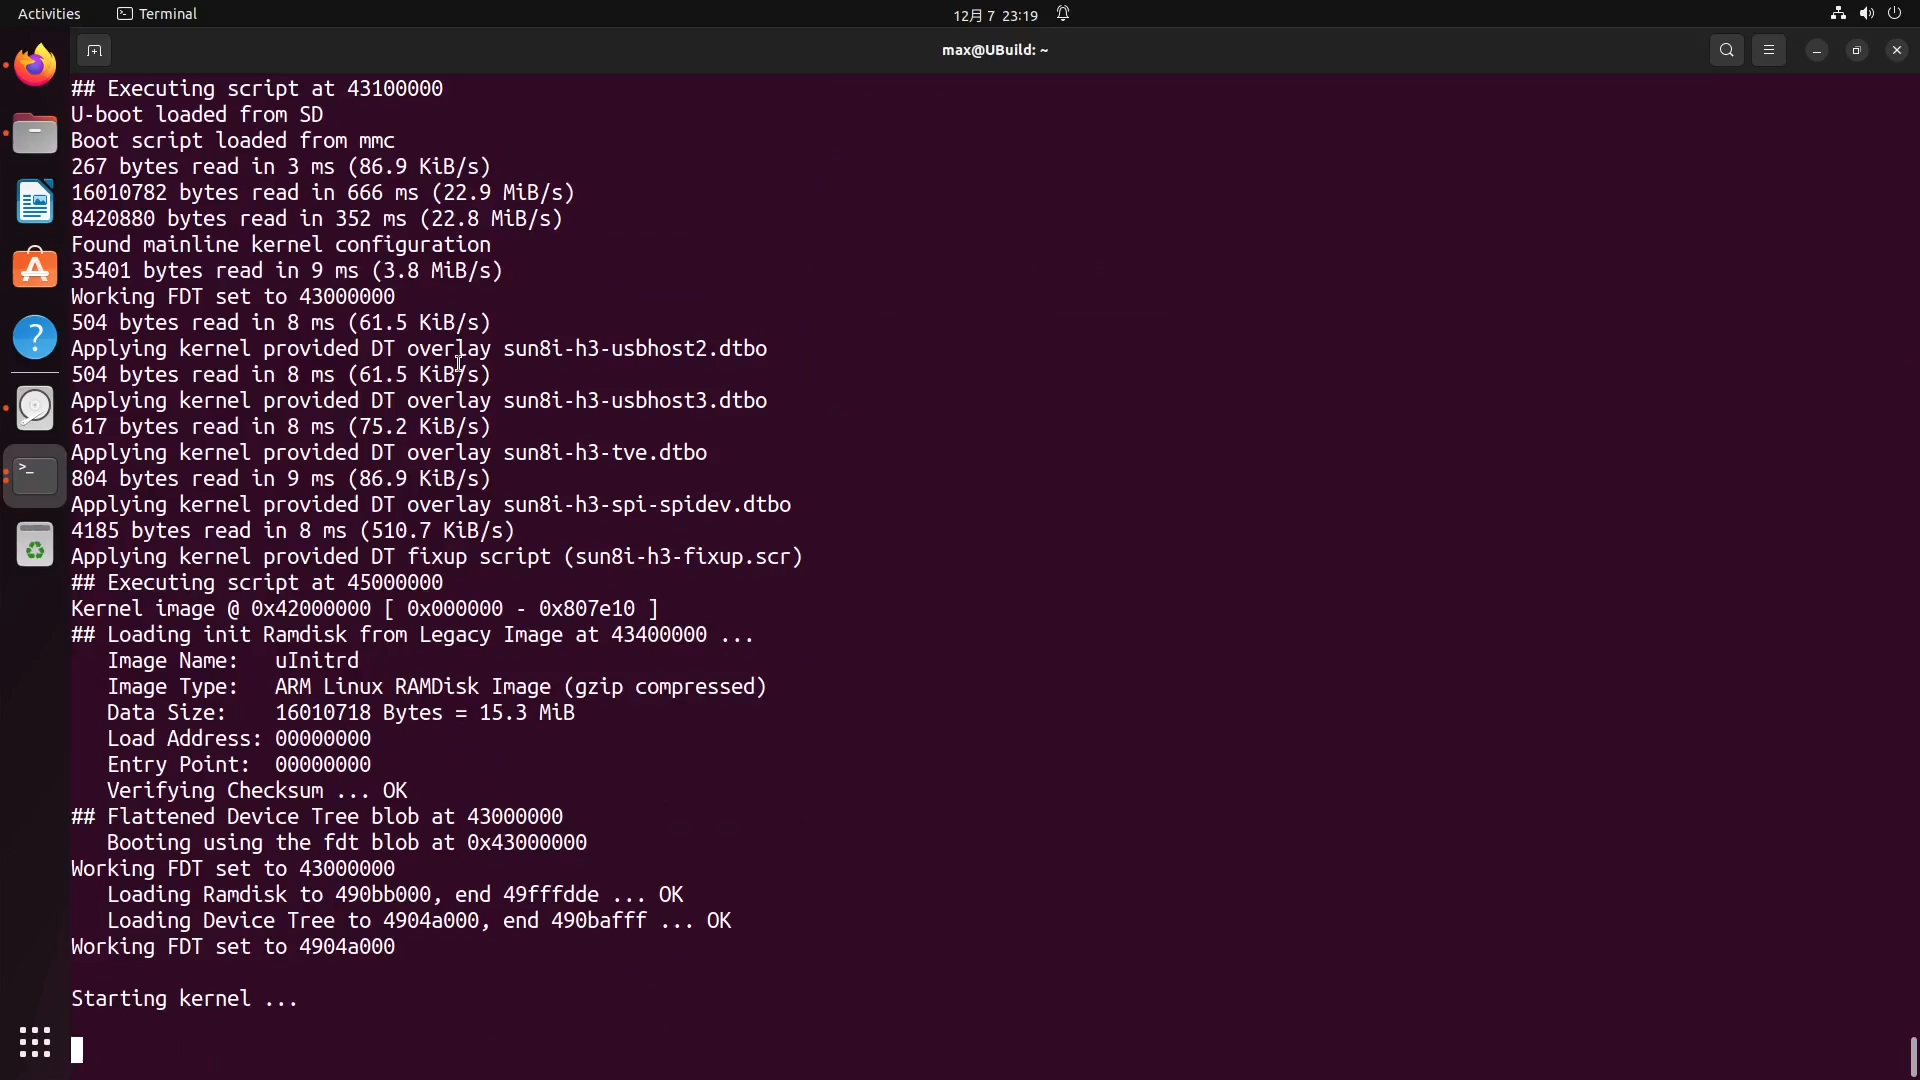 Activities
Terminal
12月 7 23:19
max@UBuild: ~
## Executing script at 43100000
U-boot loaded from SD
Boot script loaded from mmc
267 bytes read in 3 ms (86.9 KiB/s)
16010782 bytes read in 666 ms (22.9 MiB/s)
8420880 bytes read in 352 ms (22.8 MiB/s)
Found mainline kernel configuration
35401 bytes read in 9 ms (3.8 MiB/s)
Working FDT set to 43000000
504 bytes read in 8 ms (61.5 KiB/s)
Applying kernel provided DT overlay sun8i-h3-usbhost2.dtbo
504 bytes read in 8 ms (61.5 KiB/s)
Applying kernel provided DT overlay sun8i-h3-usbhost3.dtbo
617 bytes read in 8 ms (75.2 KiB/s)
Applying kernel provided DT overlay sun8i-h3-tve.dtbo
804 bytes read in 9 ms (86.9 KiB/s)
Applying kernel provided DT overlay sun8i-h3-spi-spidev.dtbo
4185 bytes read in 8 ms (510.7 KiB/s)
Applying kernel provided DT fixup script (sun8i-h3-fixup.scr)
## Executing script at 45000000
Kernel image @ 0x42000000 [ 0x000000 - 0x807e10 ]
## Loading init Ramdisk from Legacy Image at 43400000 ...
Image Name: uInitrd
Image Type: ARM Linux RAMDisk Image (gzip compressed)
Data Size: 16010718 Bytes = 15.3 MiB
Load Address: 00000000
Entry Point: 00000000
Verifying Checksum ... OK
## Flattened Device Tree blob at 43000000
Booting using the fdt blob at 0x43000000
Working FDT set to 43000000
Loading Ramdisk to 490bb000, end 49fffdde ... OK
Loading Device Tree to 4904a000, end 490bafff ... OK
Working FDT set to 4904a000
Starting kernel ...